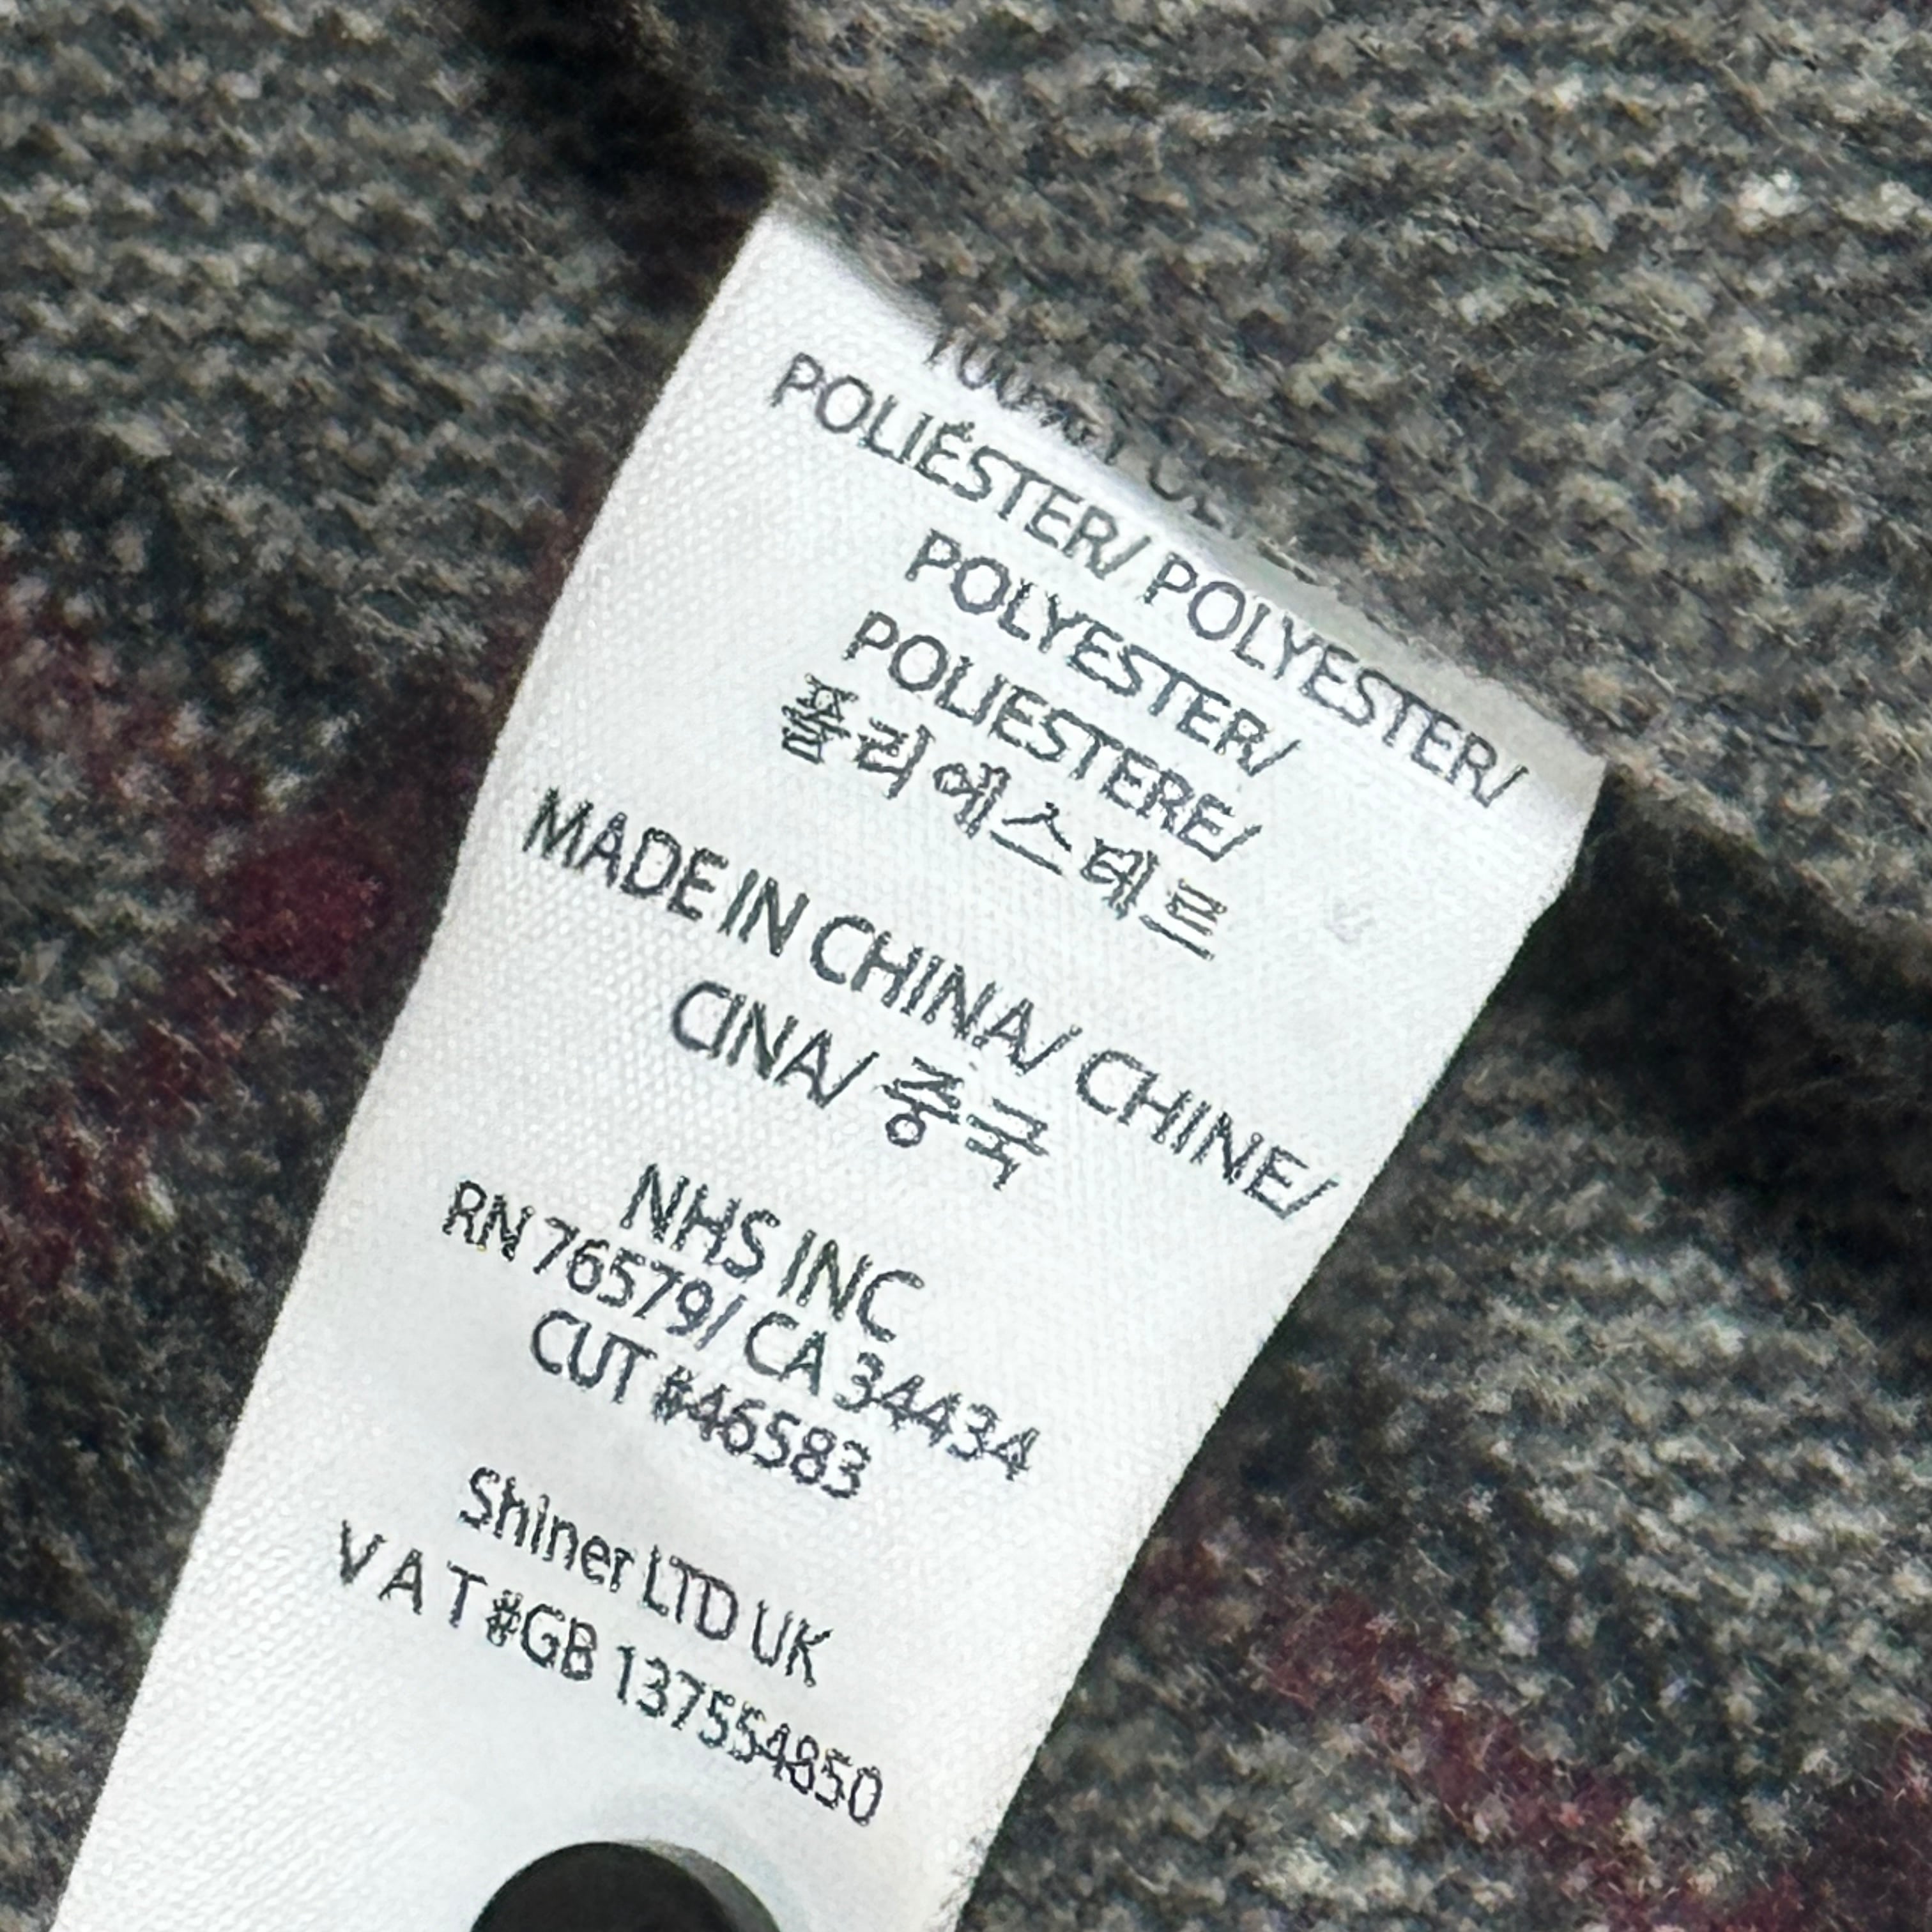 POLIÉSTER/ POLYESTER/
POLYESTER/
POLIESTERE/
폴리에스테르
MADE IN CHINA/ CHINE/
CINA/ 중국
NHS INC
RN 76579/ CA 34434
CUT #46583
Shiner LTD UK
V A T #GB 137554850